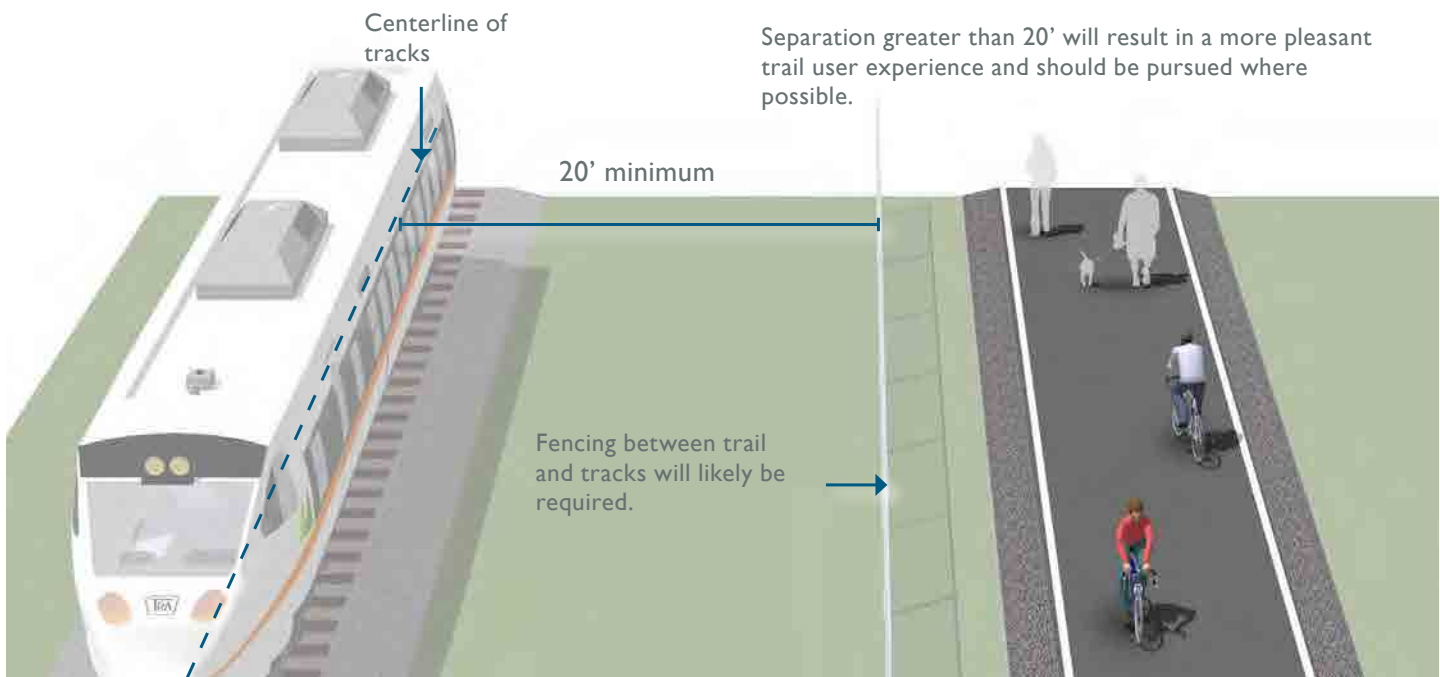 Centerline of
tracks
Separation greater than 20’ will result in a more pleasant
trail user experience and should be pursued where
possible.
20’ minimum
Fencing between trail
and tracks will likely be
required.
TRA